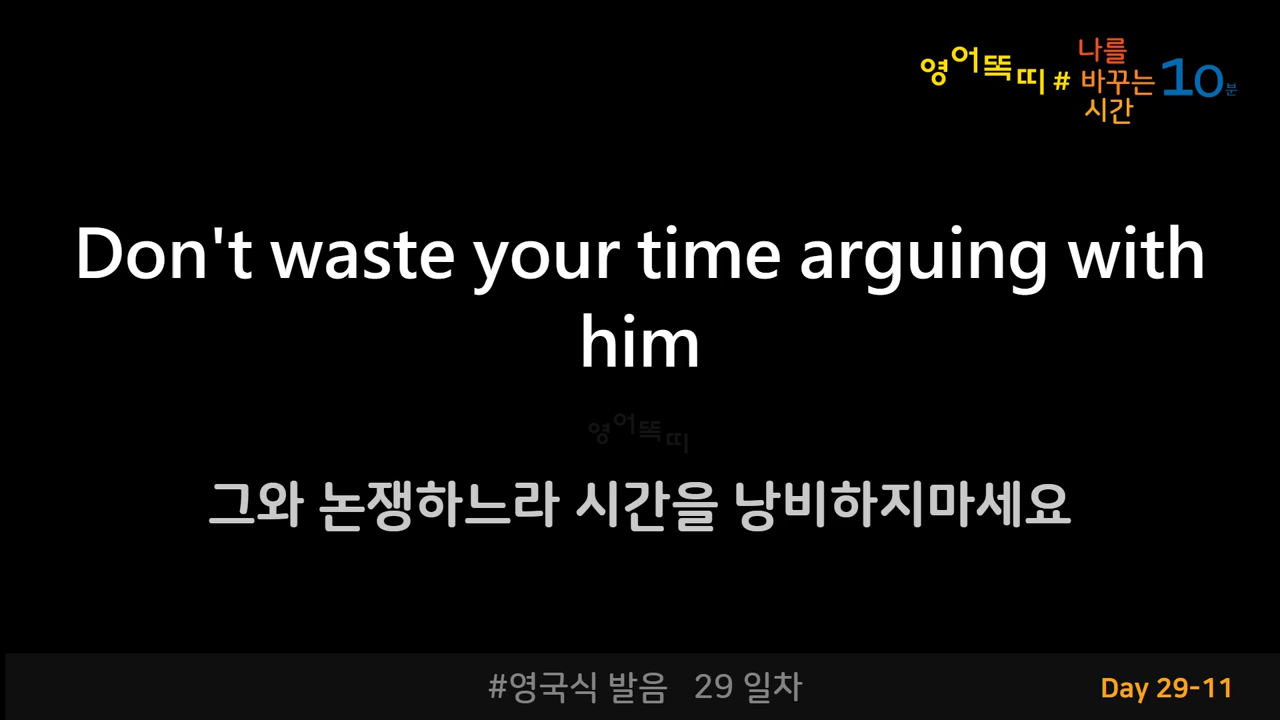 영어똑띠 # 나를 바꾸는 시간 10분
Don't waste your time arguing with
him
영어똑띠
그와 논쟁하느라 시간을 낭비하지마세요
#영국식 발음 29 일차
Day 29-11